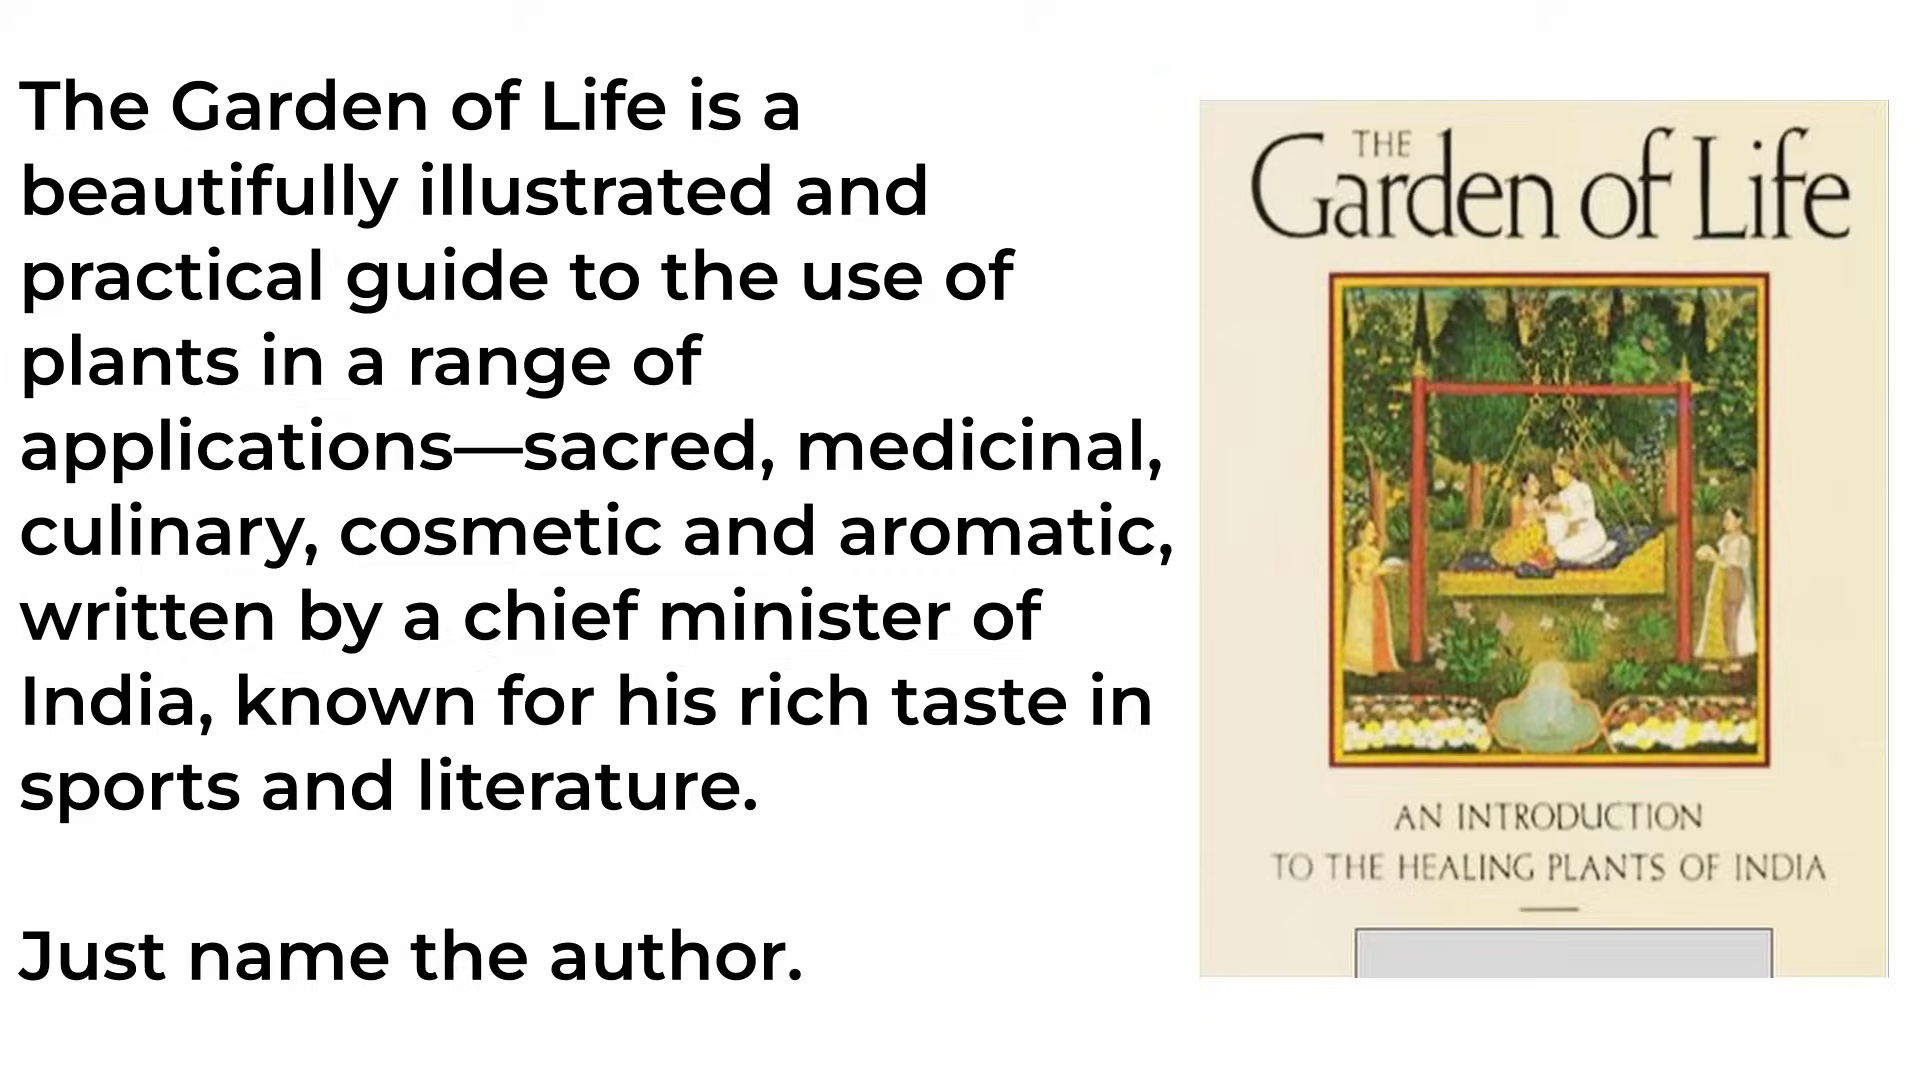 The Garden of Life is a
beautifully illustrated and
practical guide to the use of
plants in a range of
applications—sacred, medicinal,
culinary, cosmetic and aromatic,
written by a chief minister of
India, known for his rich taste in
sports and literature.
Just name the author.
THE
Garden of Life
AN INTRODUCTION
TO THE HEALING PLANTS OF INDIA